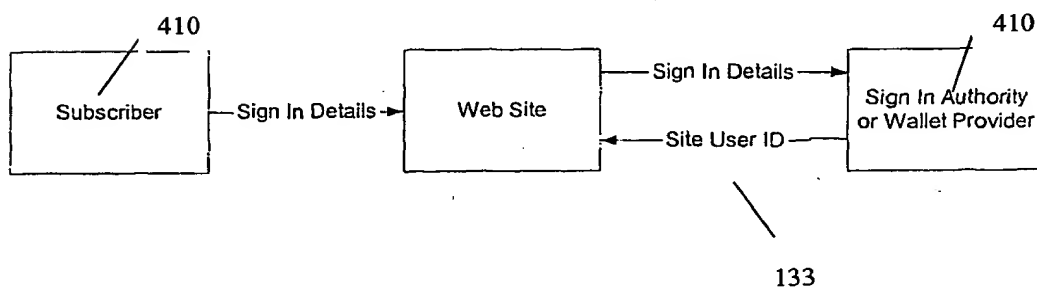 410
410
Subscriber
Sign In Details
Web Site
Sign In Details
Sign In Authority
or Wallet Provider
Site User ID
133